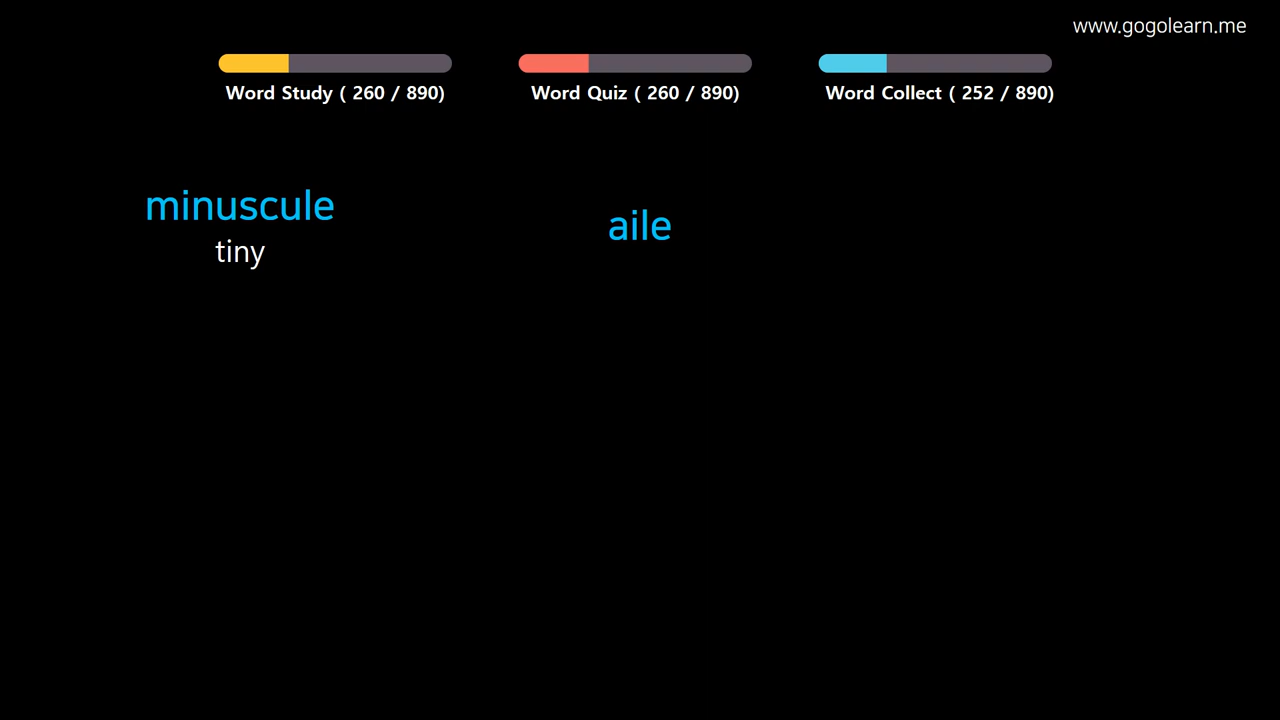 www.gogolearn.me
Word Study ( 260 / 890)
Word Quiz ( 260 / 890)
Word Collect ( 252 / 890)
minuscule
tiny
aile